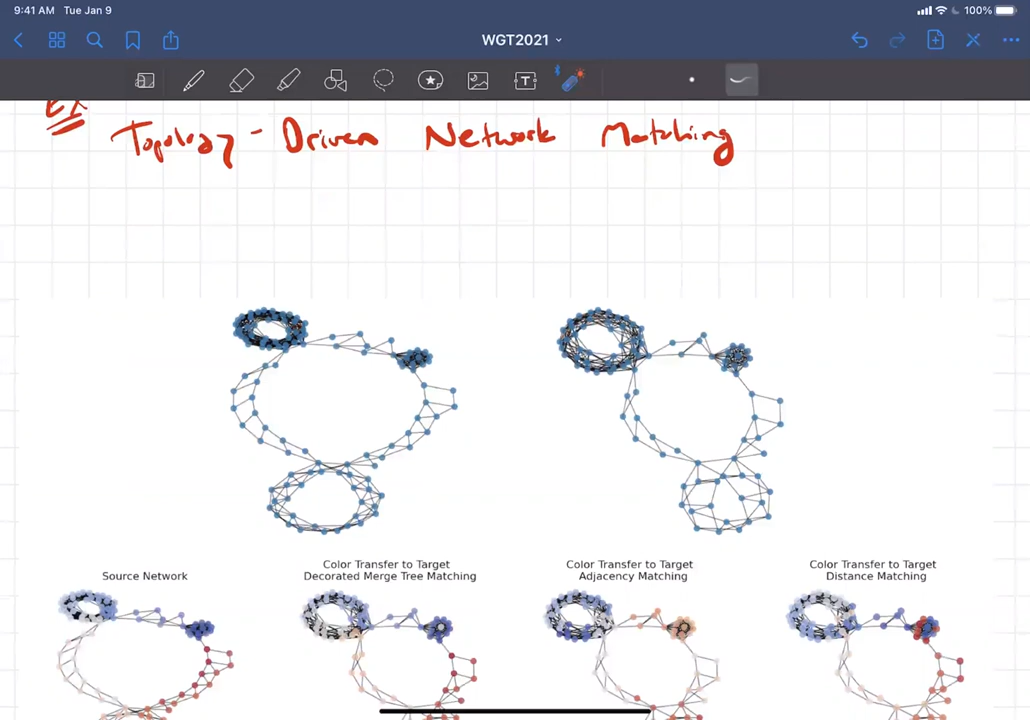 9:41 AM Tue Jan 9
100%
WGT2021
Ex
Topology-Driven Network Matching
Source Network
Color Transfer to Target
Decorated Merge Tree Matching
Color Transfer to Target
Adjacency Matching
Color Transfer to Target
Distance Matching